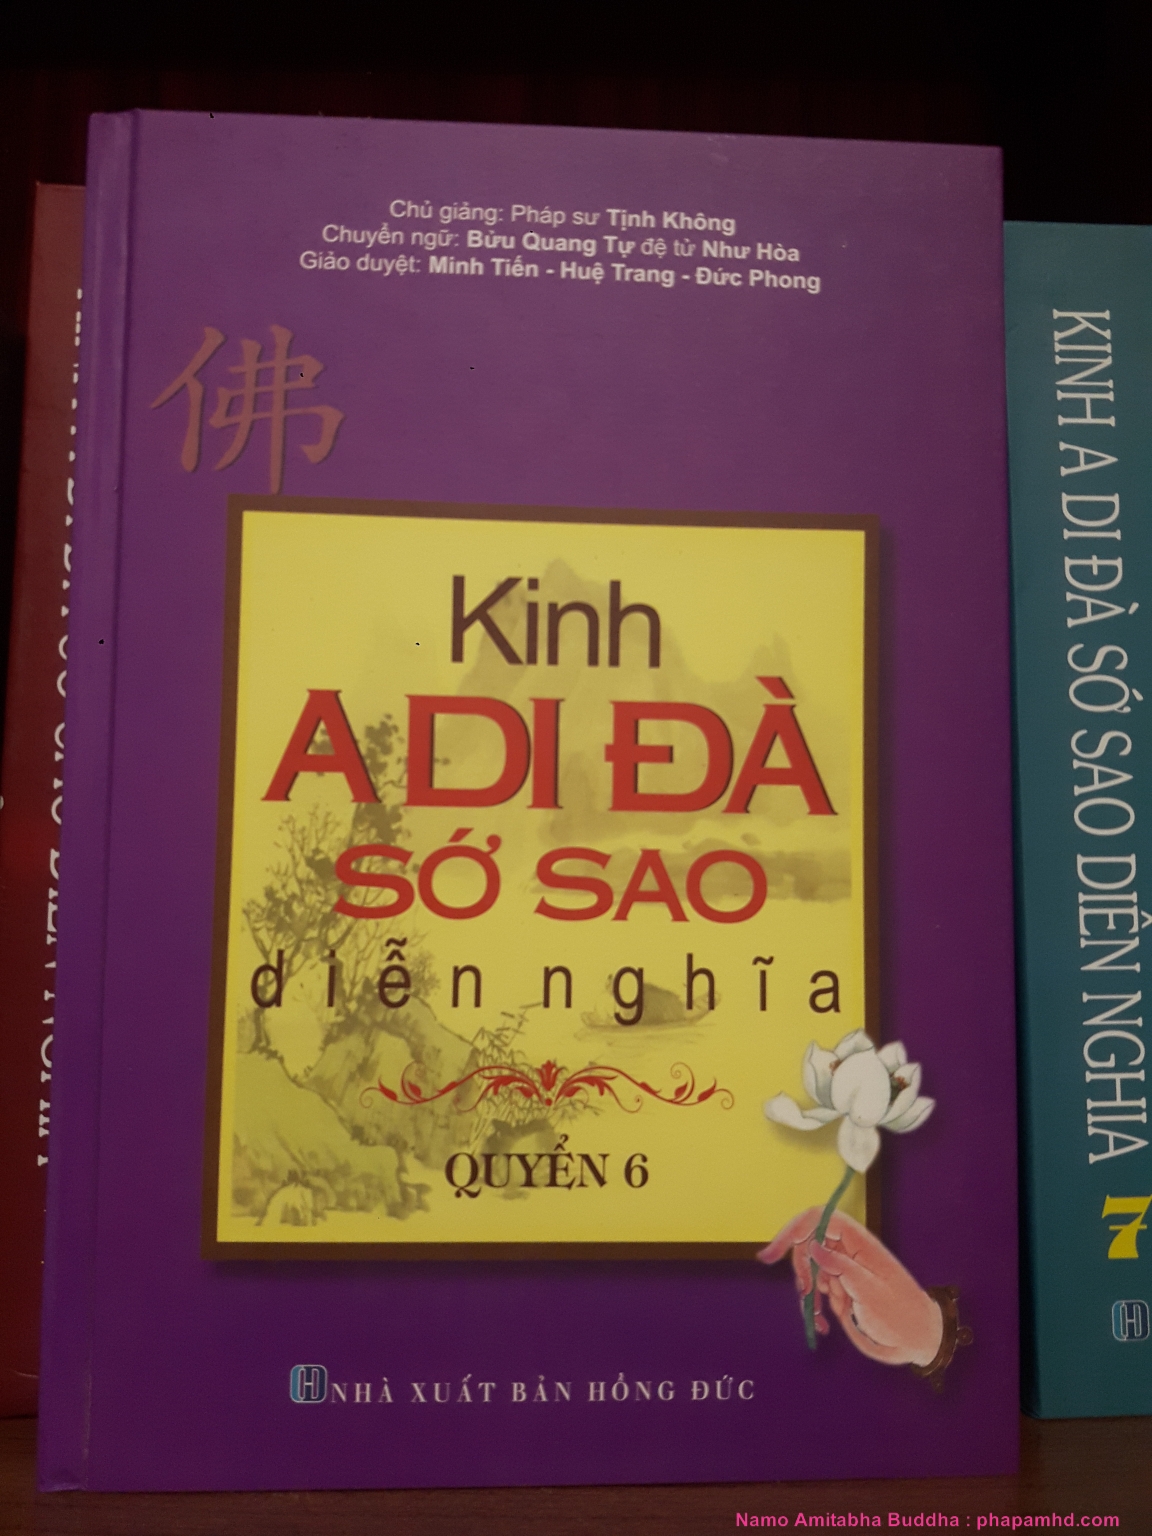 Chủ giảng: Pháp sư Tịnh Không
Chuyển ngữ: Bửu Quang Tự đệ tử Như Hòa
Giảo duyệt: Minh Tiến - Huệ Trang - Đức Phong
佛
Kinh
A DI ĐÀ
SỚ SAO
diễn nghĩa
QUYỂN 6
NHÀ XUẤT BẢN HỒNG ĐỨC
KINH A DI ĐÀ SỚ SAO DIỄN NGHĨA
7
Namo Amitabha Buddha : phapamhd.com